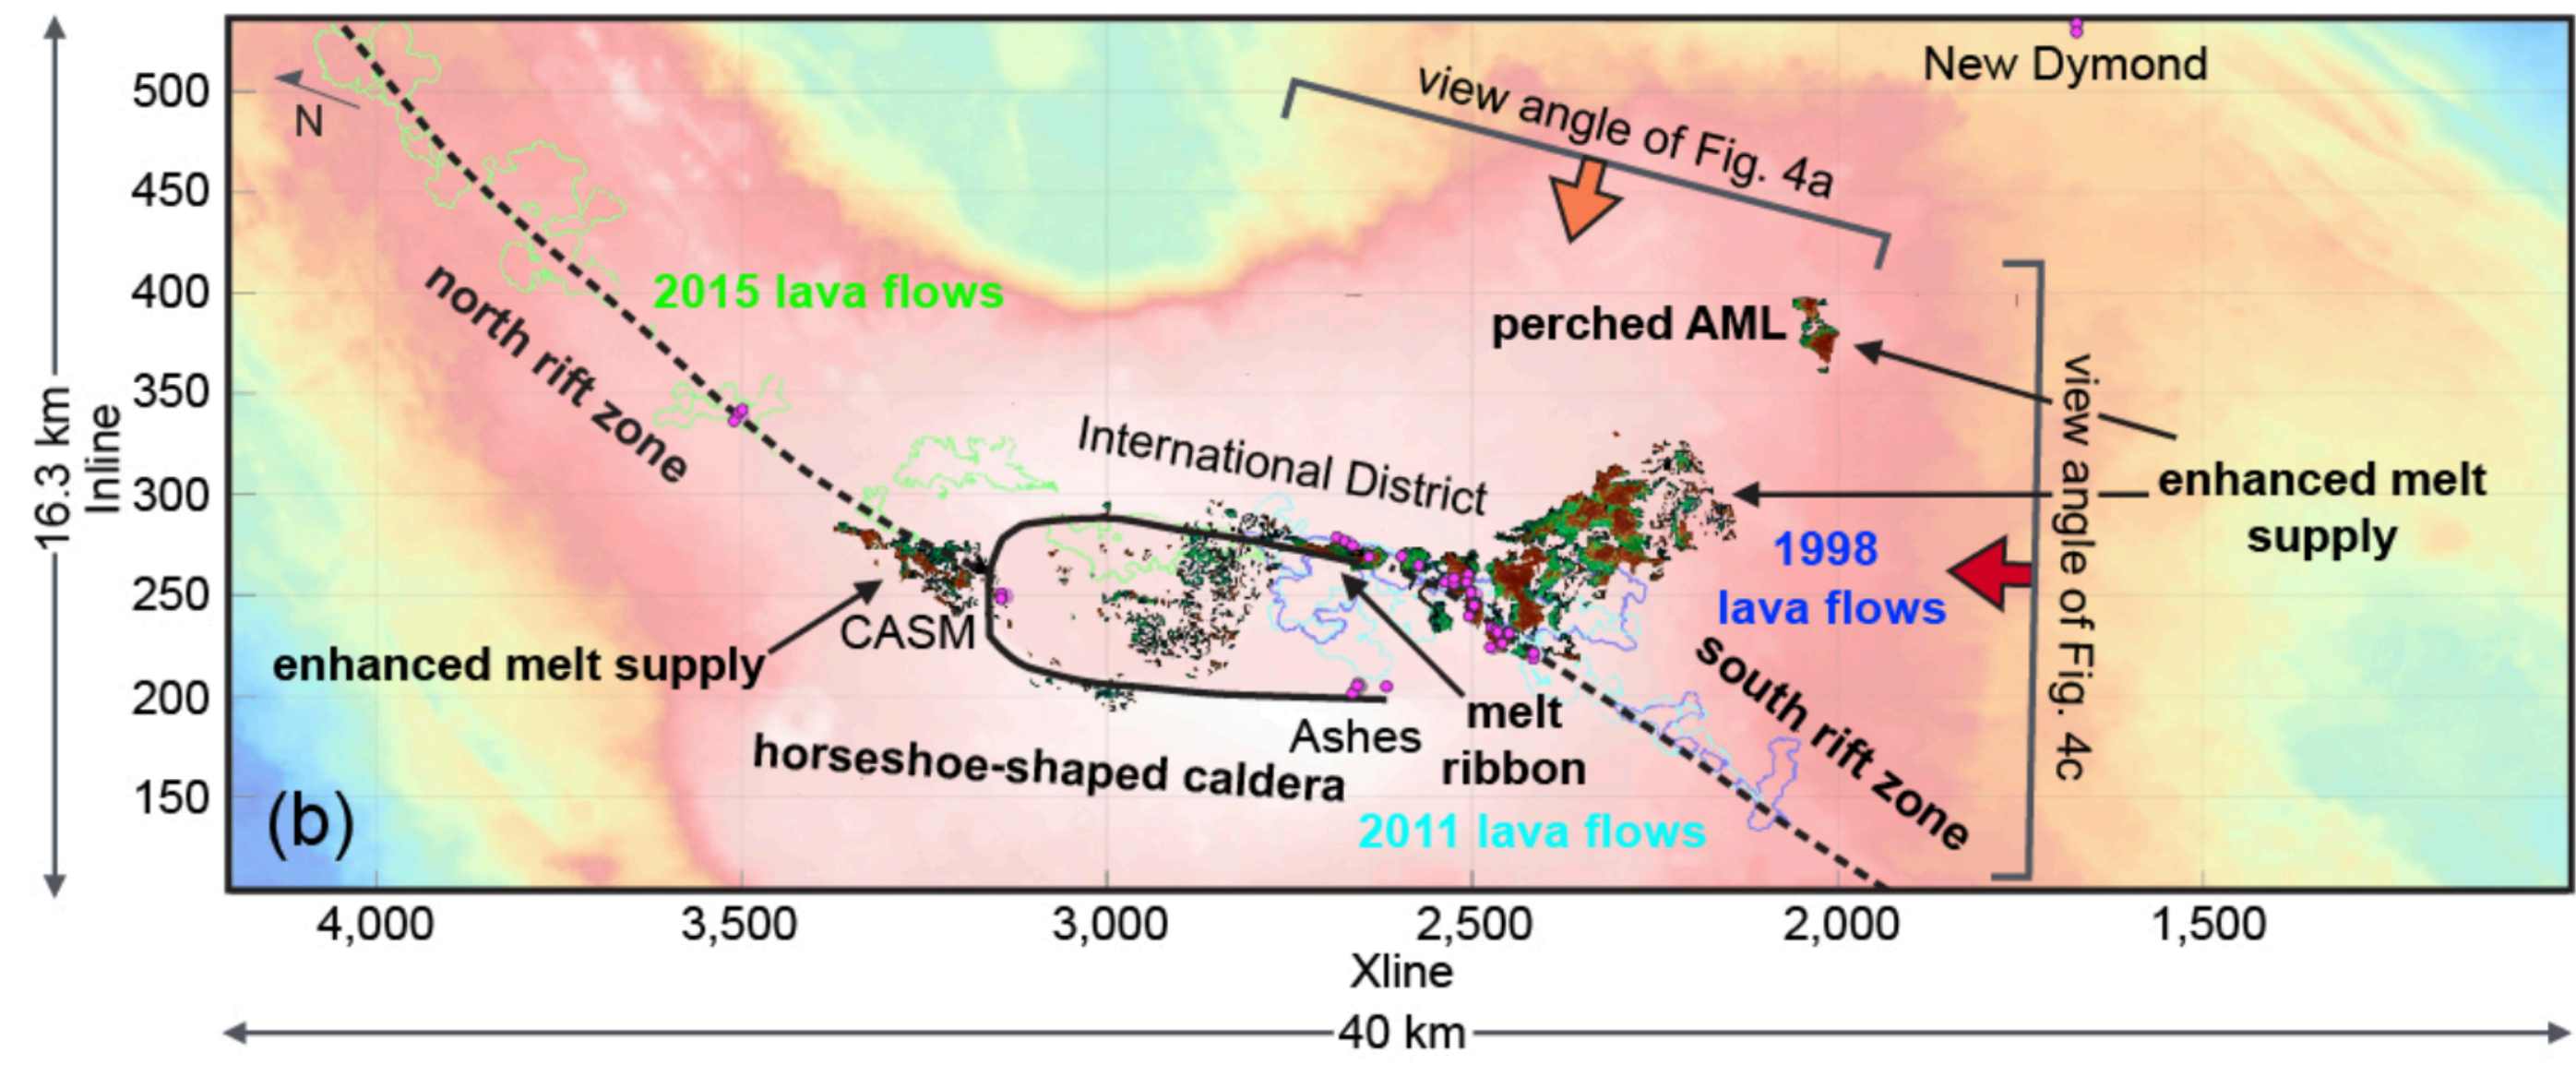 New Dymond
500
N
view angle of Fig. 4a
450
400
2015 lava flows
north rift zone
perched AML
350
view angle of Fig. 4c
16.3 km
Inline
International District
300
enhanced melt
supply
1998
lava flows
250
CASM
enhanced melt supply
south rift zone
200
melt
ribbon
Ashes
horseshoe-shaped caldera
150
(b)
2011 lava flows
4,000
3,500
3,000
2,500
2,000
1,500
Xline
40 km